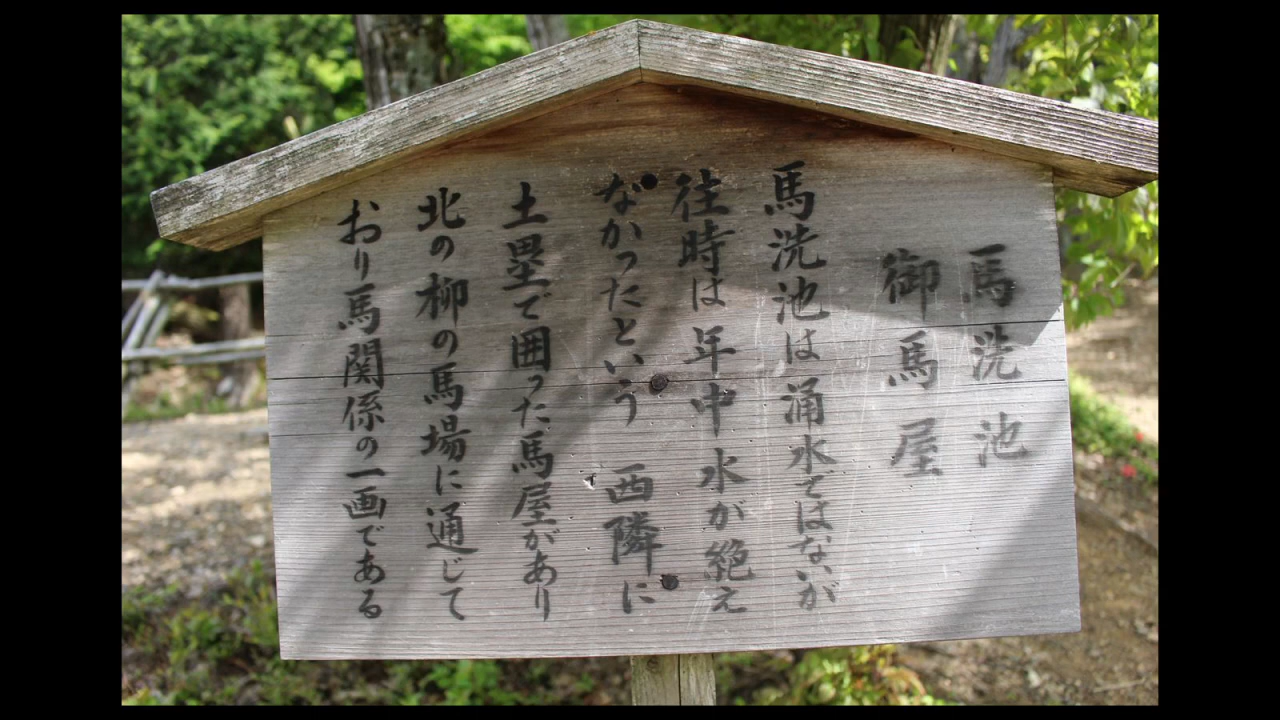 馬洗池
御馬屋
馬洗池は涌水ではないが
往時は年中水が絶え
なかったという 西隣に
土塁で囲った馬屋があり
北の柳の馬場に通じて
おり馬関係の一画である